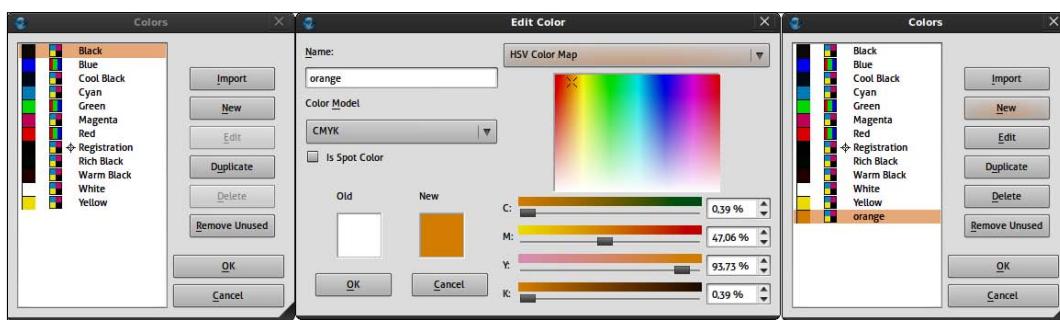 Colors
Black
Blue
Cool Black
Cyan
Green
Magenta
Red
Registration
Rich Black
Warm Black
White
Yellow
Import
New
Edit
Duplicate
Delete
Remove Unused
OK
Cancel
Edit Color
Name:
orange
Color Model
CMYK
Is Spot Color
Old
New
OK
Cancel
HSV Color Map
C:
0,39 %
M:
47,06 %
Y:
93,73 %
K:
0,39 %
Colors
Black
Blue
Cool Black
Cyan
Green
Magenta
Red
Registration
Rich Black
Warm Black
White
Yellow
orange
Import
New
Edit
Duplicate
Delete
Remove Unused
OK
Cancel